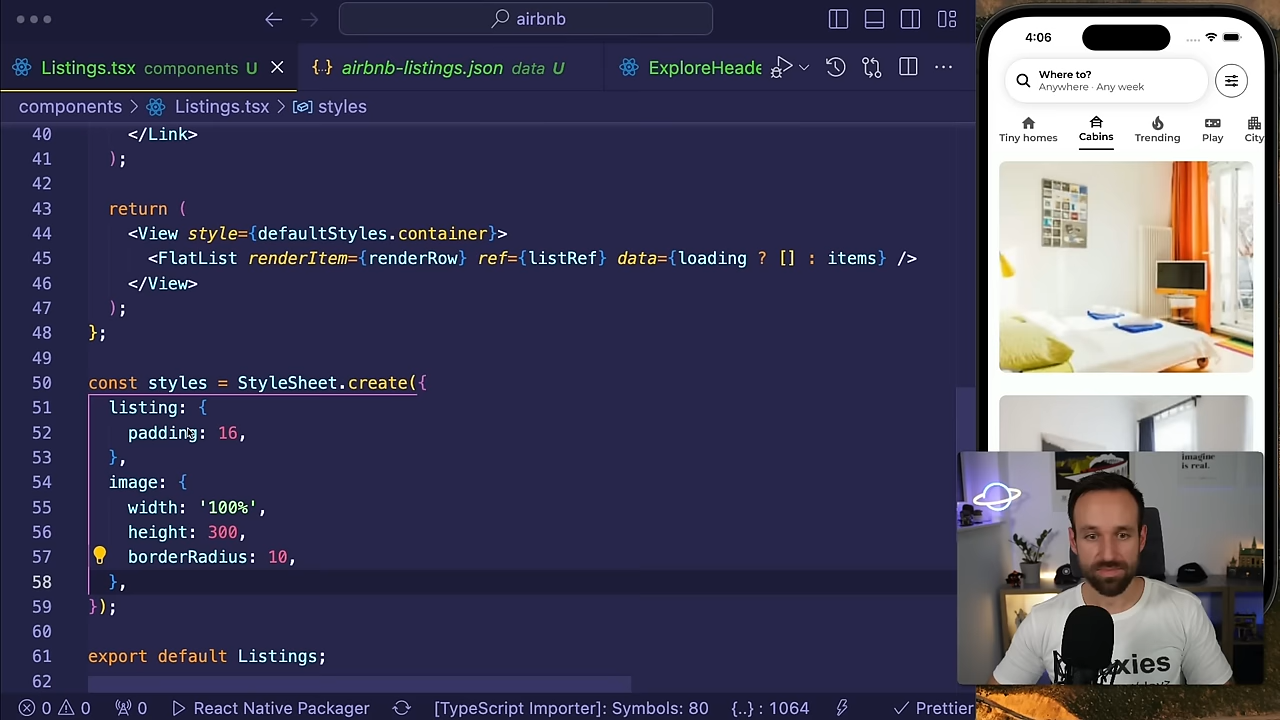 airbnb
Listings.tsx components U
airbnb-listings.json data U
ExploreHeade
components > Listings.tsx > styles
40 </Link>
41 );
42
43 return (
44 <View style={defaultStyles.container}>
45 <FlatList renderItem={renderRow} ref={listRef} data={loading ? [] : items} />
46 </View>
47 );
48 };
49
50 const styles = StyleSheet.create({
51 listing: {
52 padding: 16,
53 },
54 image: {
55 width: '100%',
56 height: 300,
57 borderRadius: 10,
58 },
59 });
60
61 export default Listings;
62
0 0 0 React Native Packager [TypeScript Importer]: Symbols: 80 {..} : 1064 Prettier
4:06
Where to?
Anywhere · Any week
Tiny homes Cabins Trending Play City
imagine
is real.
xies